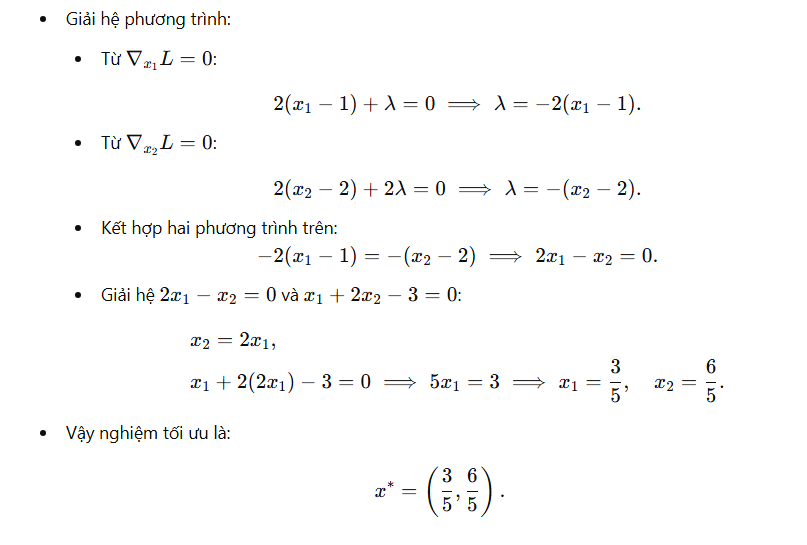 • Giải hệ phương trình:
• Từ ∇ₓ₁L = 0:
2(x₁ − 1) + λ = 0 ⟹ λ = −2(x₁ − 1).
• Từ ∇ₓ₂L = 0:
2(x₂ − 2) + 2λ = 0 ⟹ λ = −(x₂ − 2).
• Kết hợp hai phương trình trên:
−2(x₁ − 1) = −(x₂ − 2) ⟹ 2x₁ − x₂ = 0.
• Giải hệ 2x₁ − x₂ = 0 và x₁ + 2x₂ − 3 = 0:
x₂ = 2x₁,
x₁ + 2(2x₁) − 3 = 0 ⟹ 5x₁ = 3 ⟹ x₁ = 3/5, x₂ = 6/5.
• Vậy nghiệm tối ưu là:
x* = (3/5, 6/5).